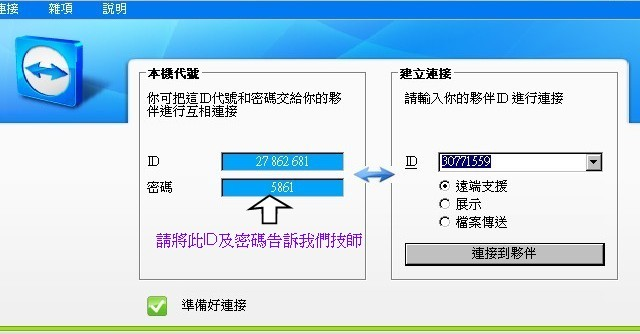 連接 雜項 說明
本機代號
你可把這ID代號和密碼交給你的夥
伴進行互相連接
ID 27 862 681
密碼 5861
請將此ID及密碼告訴我們技師
建立連接
請輸入你的夥伴ID 進行連接
ID 30771559
遠端支援
展示
檔案傳送
連接到夥伴
準備好連接